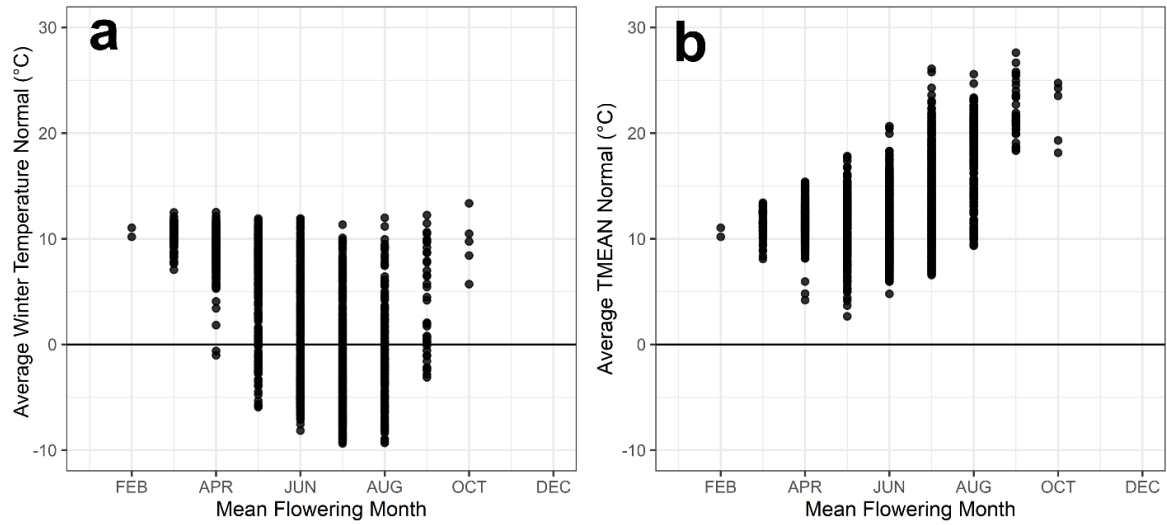 a
Average Winter Temperature Normal (°C)
30
20
10
0
-10
FEB APR JUN AUG OCT DEC
Mean Flowering Month
b
Average TMEAN Normal (°C)
30
20
10
0
-10
FEB APR JUN AUG OCT DEC
Mean Flowering Month